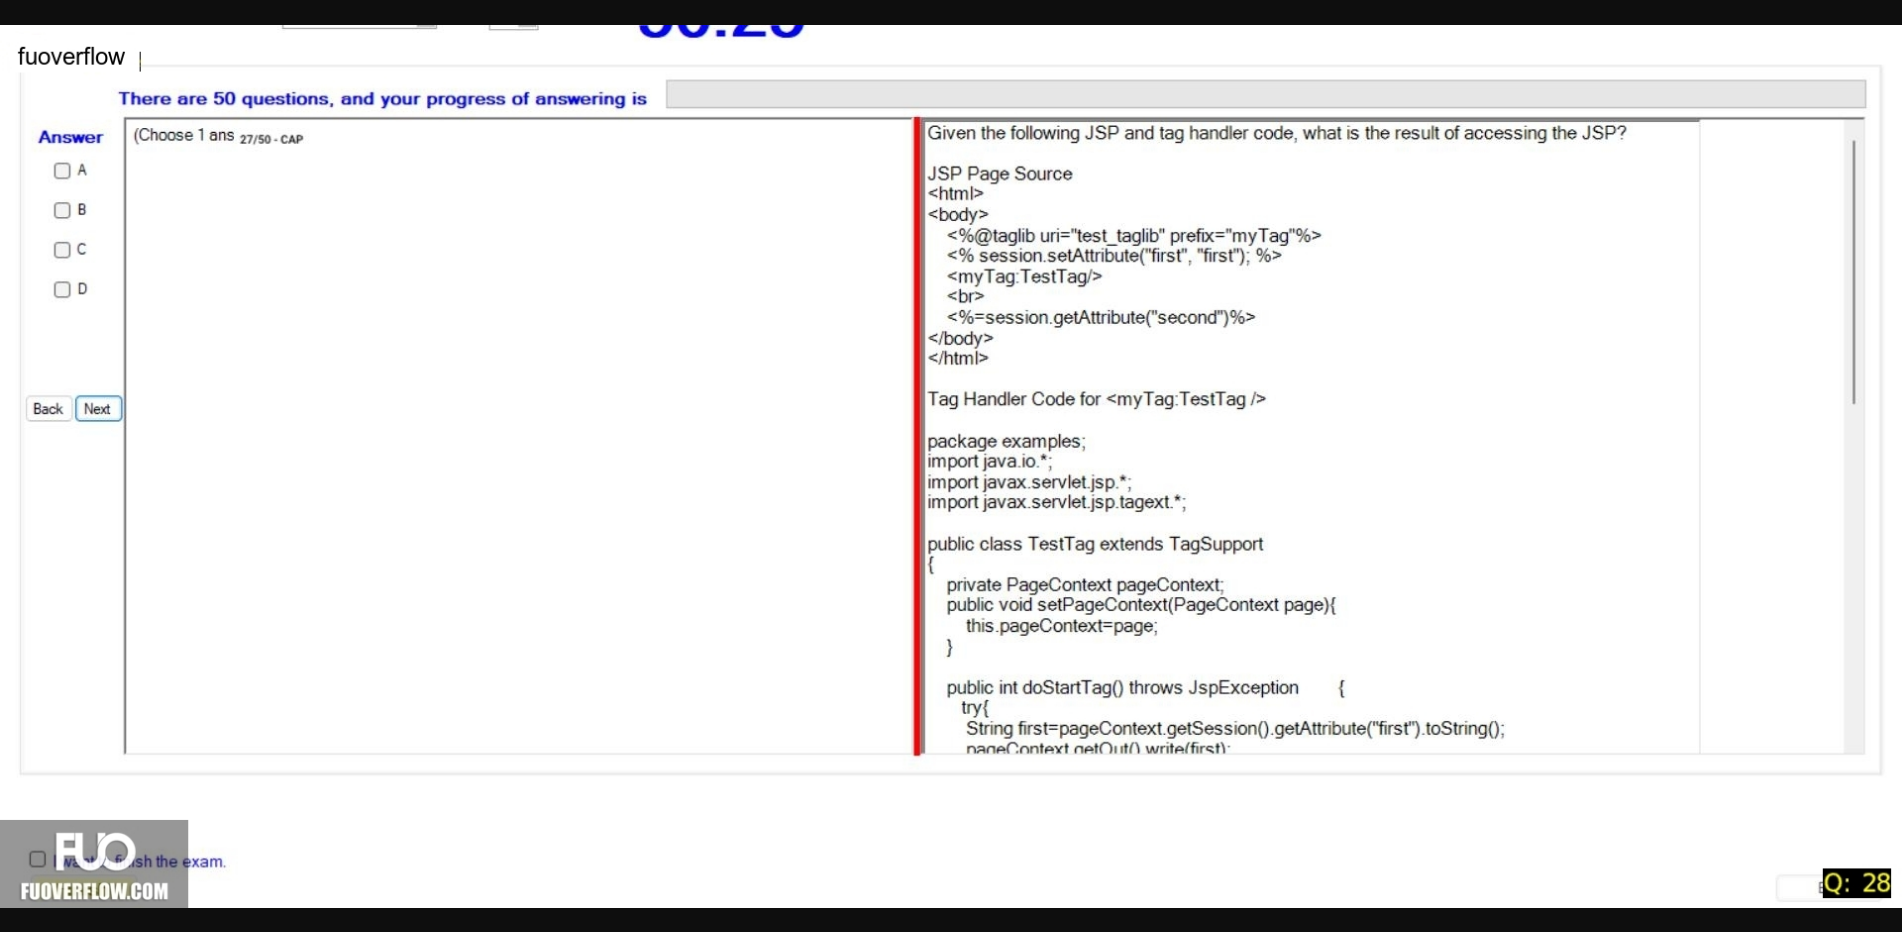 fuoverflow
There are 50 questions, and your progress of answering is
Answer
(Choose 1 ans 27/50 - CAP
A
B
C
D
Back Next
Given the following JSP and tag handler code, what is the result of accessing the JSP?
JSP Page Source
<html>
<body>
<%@taglib uri="test_taglib" prefix="myTag"%>
<% session.setAttribute("first", "first"); %>
<myTag:TestTag/>
<br>
<%=session.getAttribute("second")%>
</body>
</html>
Tag Handler Code for <myTag:TestTag />
package examples;
import java.io.*;
import javax.servlet.jsp.*;
import javax.servlet.jsp.tagext.*;
public class TestTag extends TagSupport
{
private PageContext pageContext;
public void setPageContext(PageContext page){
this.pageContext=page;
}
public int doStartTag() throws JspException {
try{
String first=pageContext.getSession().getAttribute("first").toString();
pageContext.getOut().write(first);
FUO
the exam.
FUOVERFLOW.COM
Q: 28